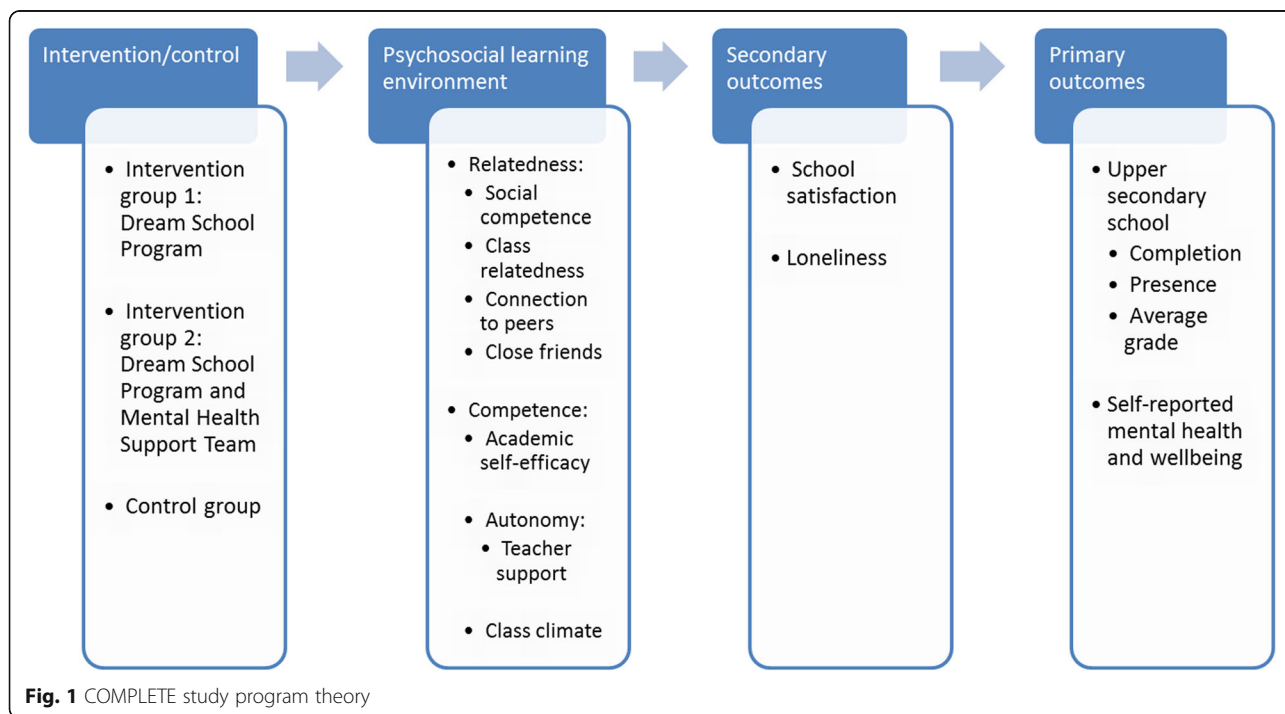 Intervention/control
• Intervention
group 1:
Dream School
Program
• Intervention
group 2:
Dream School
Program and
Mental Health
Support Team
• Control group
Psychosocial learning
environment
• Relatedness:
• Social
competence
• Class
relatedness
• Connection
to peers
• Close friends
• Competence:
• Academic
self-efficacy
• Autonomy:
• Teacher
support
• Class climate
Secondary
outcomes
• School
satisfaction
• Loneliness
Primary
outcomes
• Upper
secondary
school
• Completion
• Presence
• Average
grade
• Self-reported
mental health
and wellbeing
Fig. 1 COMPLETE study program theory